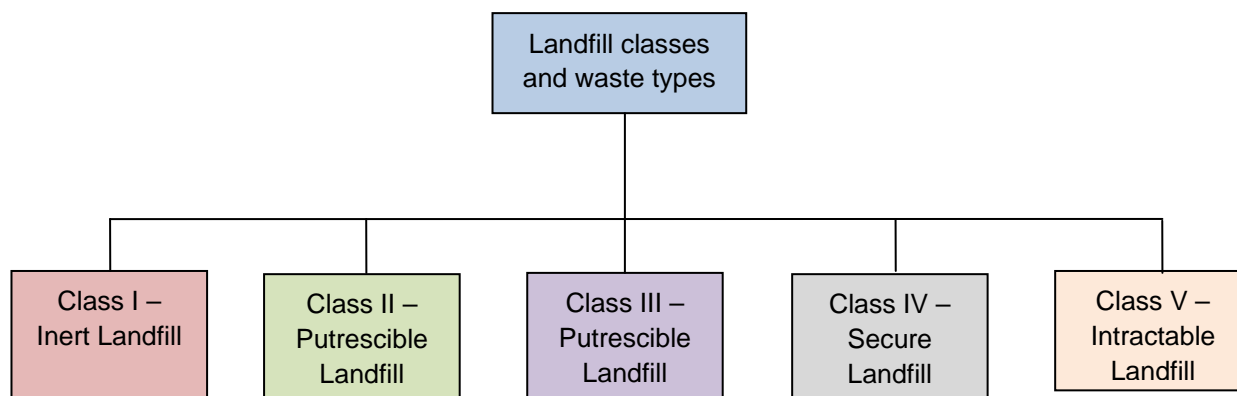 Landfill classes
and waste types
Class I –
Inert Landfill
Class II –
Putrescible
Landfill
Class III –
Putrescible
Landfill
Class IV –
Secure
Landfill
Class V –
Intractable
Landfill